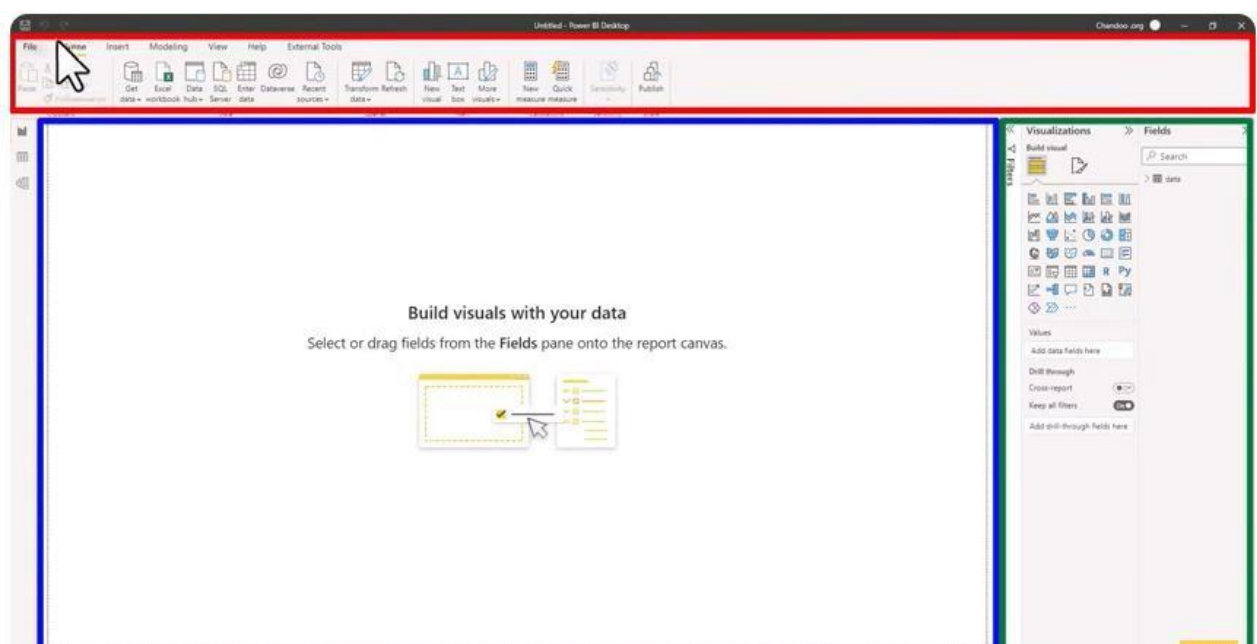 Untitled - Power BI Desktop
Chandoo.org
File
Insert Modeling View Help External Tools
Paste
Get data
Excel workbook
Data hub
SQL Server
Enter data
Dataverse
Recent sources
Transform data
Refresh
New visual
Text box
More visuals
New measure
Quick measure
Sensitivity
Publish
Filters
Visualizations
Build visual
R Py
Values
Add data fields here
Drill through
Cross-report
Keep all filters
On
Add drill-through fields here
Fields
Search
data
Build visuals with your data
Select or drag fields from the Fields pane onto the report canvas.